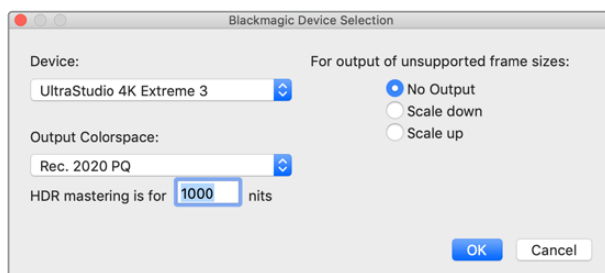 Blackmagic Device Selection
Device:
UltraStudio 4K Extreme 3
Output Colorspace:
Rec. 2020 PQ
HDR mastering is for 1000 nits
For output of unsupported frame sizes:
No Output
Scale down
Scale up
OK
Cancel